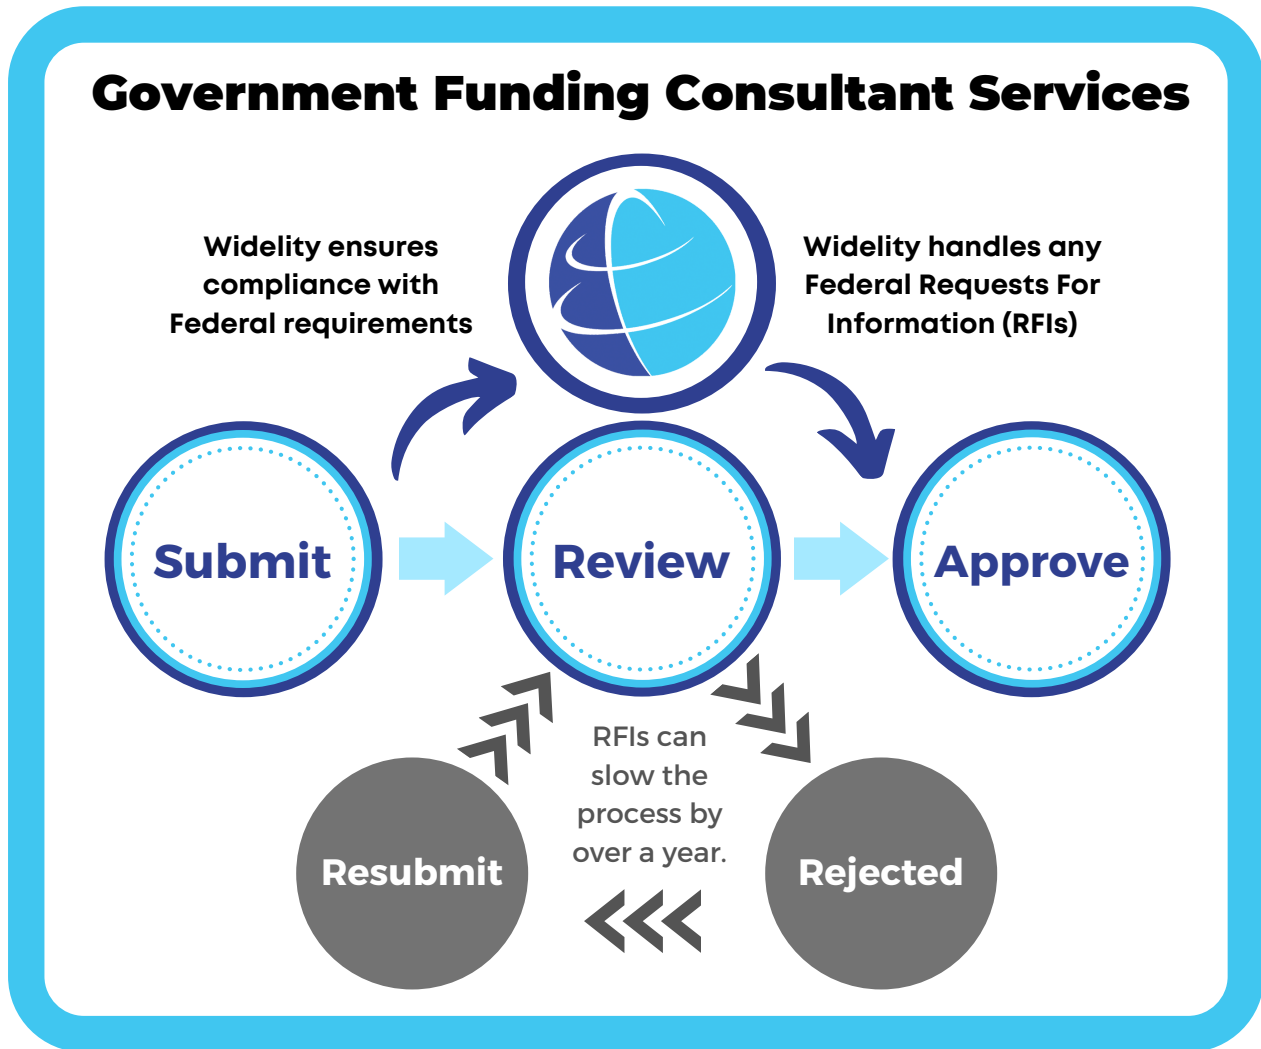 Government Funding Consultant Services
Widelity ensures
compliance with
Federal requirements
Widelity handles any
Federal Requests For
Information (RFIs)
Submit
Review
Approve
RFIs can
slow the
process by
over a year.
Resubmit
Rejected